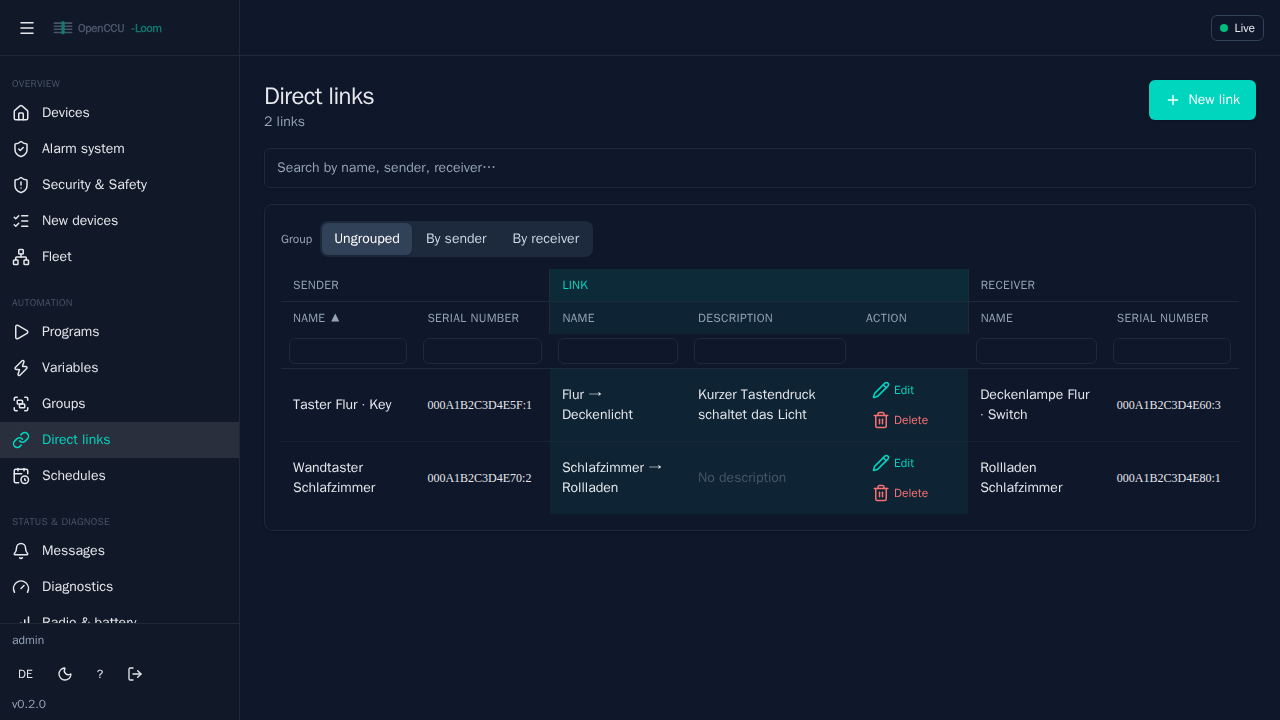 OpenCCU -Loom
Live
OVERVIEW
Devices
Alarm system
Security & Safety
New devices
Fleet
AUTOMATION
Programs
Variables
Groups
Direct links
Schedules
STATUS & DIAGNOSE
Messages
Diagnostics
Radio & battery
admin
DE
?
v0.2.0
Direct links
2 links
New link
Search by name, sender, receiver…
Group
Ungrouped
By sender
By receiver
SENDER
LINK
RECEIVER
NAME ▲
SERIAL NUMBER
NAME
DESCRIPTION
ACTION
NAME
SERIAL NUMBER
Taster Flur · Key
000A1B2C3D4E5F:1
Flur →
Deckenlicht
Kurzer Tastendruck
schaltet das Licht
Edit
Delete
Deckenlampe Flur
· Switch
000A1B2C3D4E60:3
Wandtaster
Schlafzimmer
000A1B2C3D4E70:2
Schlafzimmer →
Rollladen
No description
Edit
Delete
Rollladen
Schlafzimmer
000A1B2C3D4E80:1